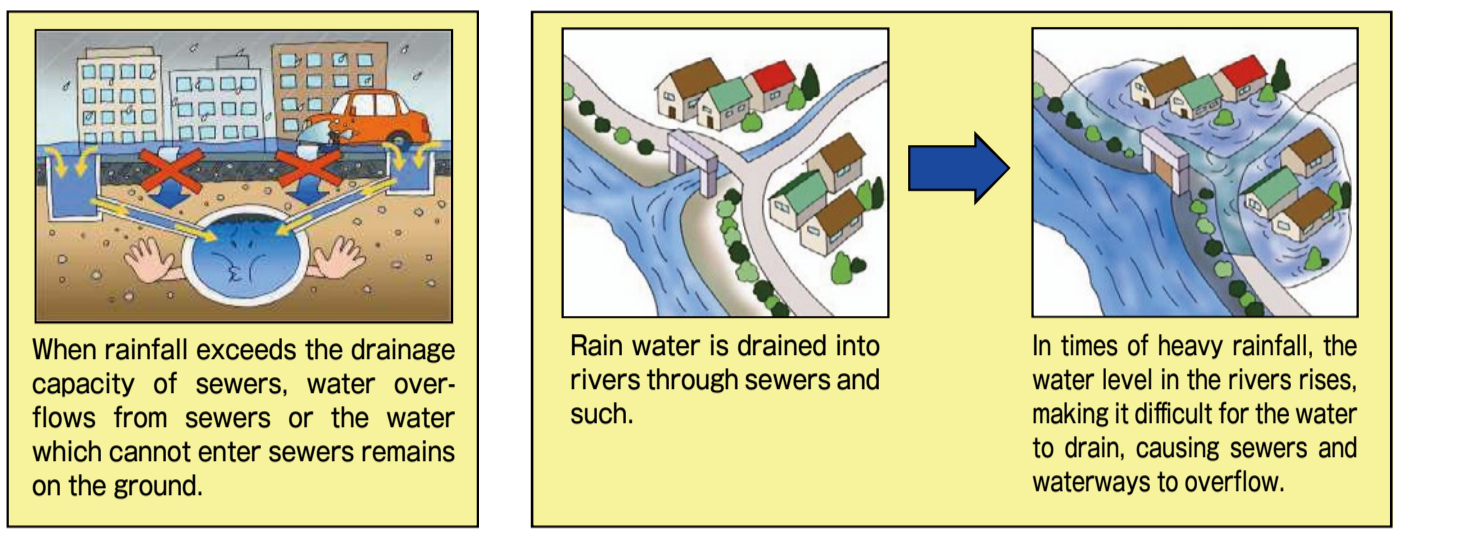 When rainfall exceeds the drainage
capacity of sewers, water over-
flows from sewers or the water
which cannot enter sewers remains
on the ground.
Rain water is drained into
rivers through sewers and
such.
In times of heavy rainfall, the
water level in the rivers rises,
making it difficult for the water
to drain, causing sewers and
waterways to overflow.